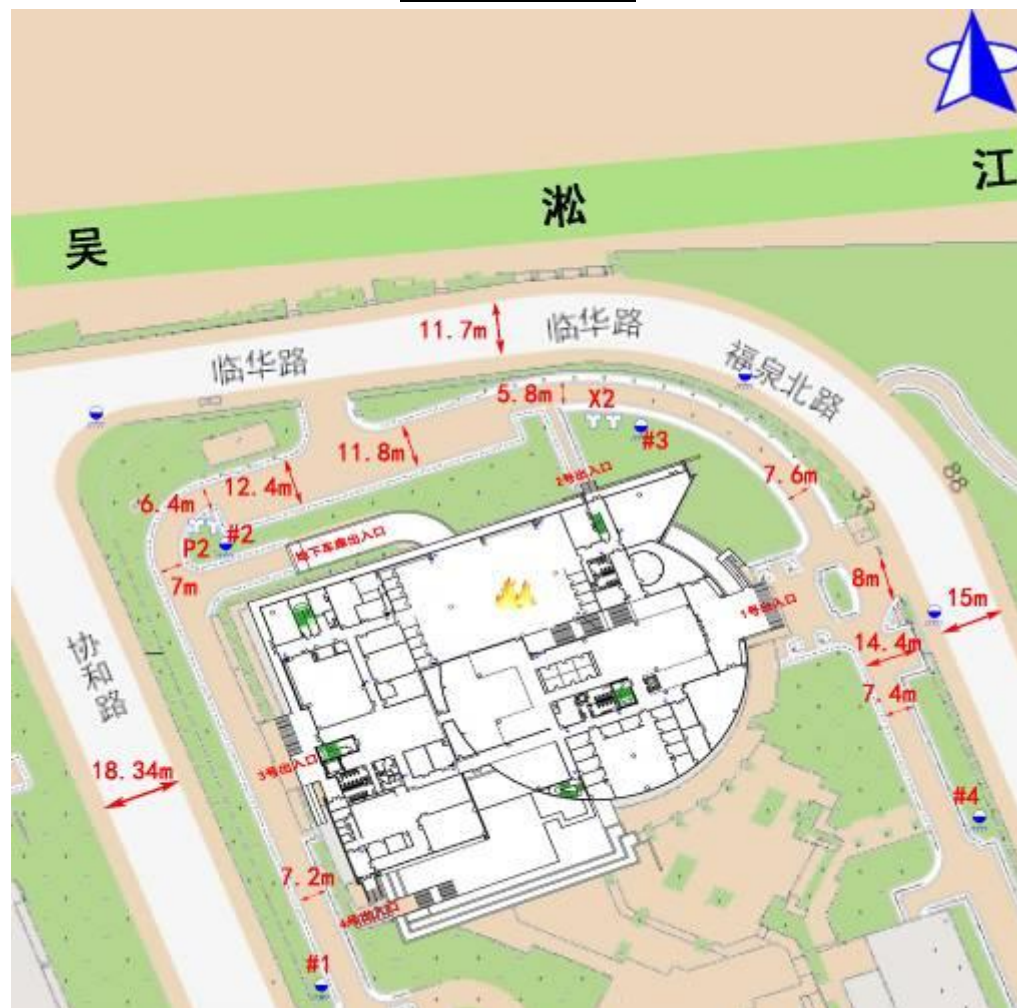 江
淞
吴
临华路
11.7m
临华路
福泉北路
5.8m
X2
#3
11.8m
2号出入口
7.6m
88
33
12.4m
6.4m
P2
#2
地下车库出入口
7m
8m
15m
1号出入口
14.4m
协和路
7.4m
3号出入口
18.34m
#4
7.2m
4号出入口
#1